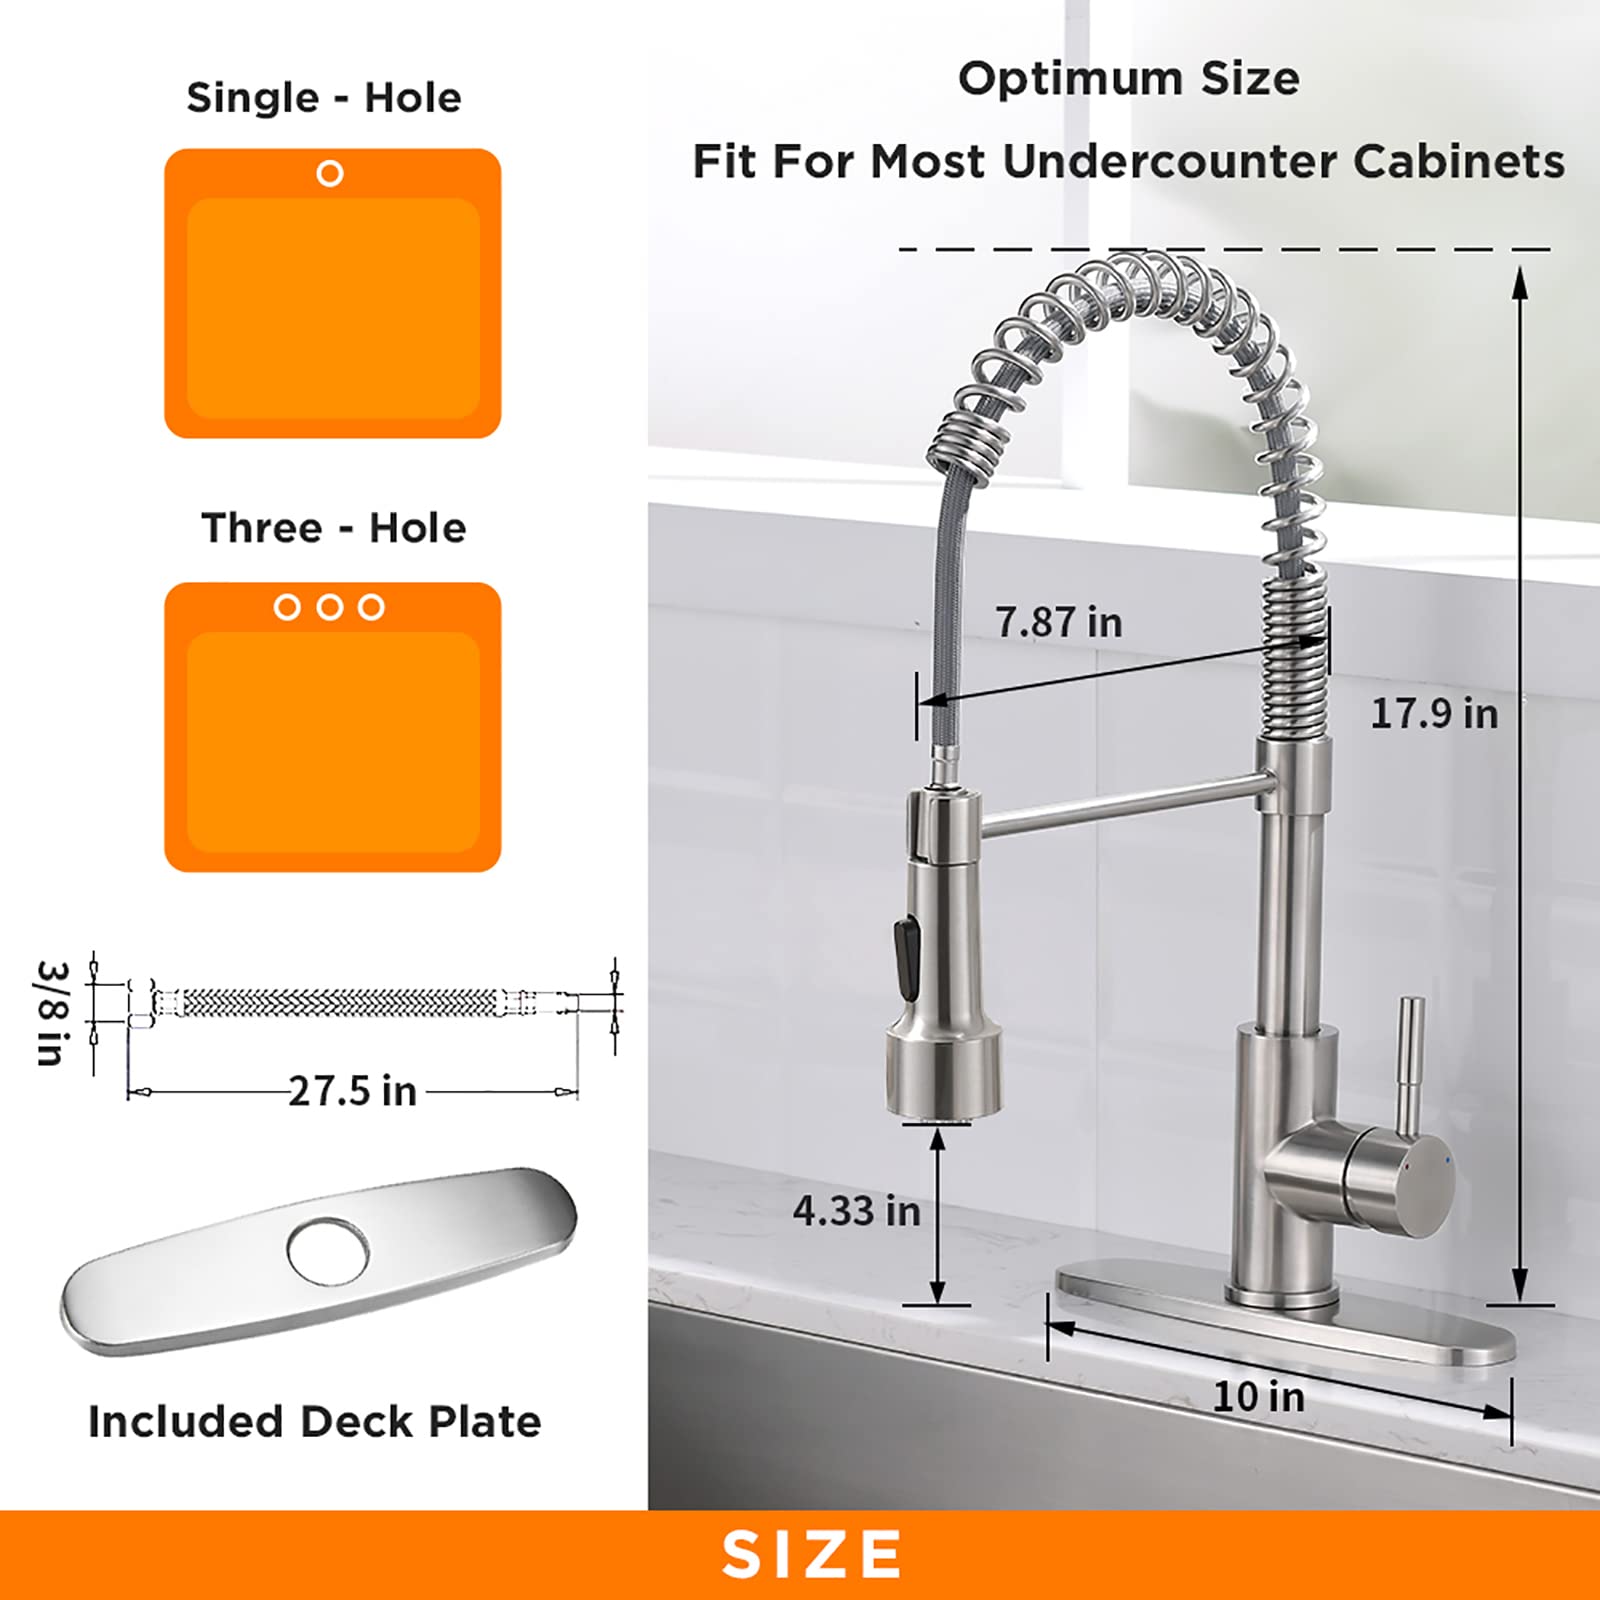 Single - Hole
Three - Hole
3/8 in
27.5 in
Included Deck Plate
Optimum Size
Fit For Most Undercounter Cabinets
7.87 in
17.9 in
4.33 in
10 in
SIZE